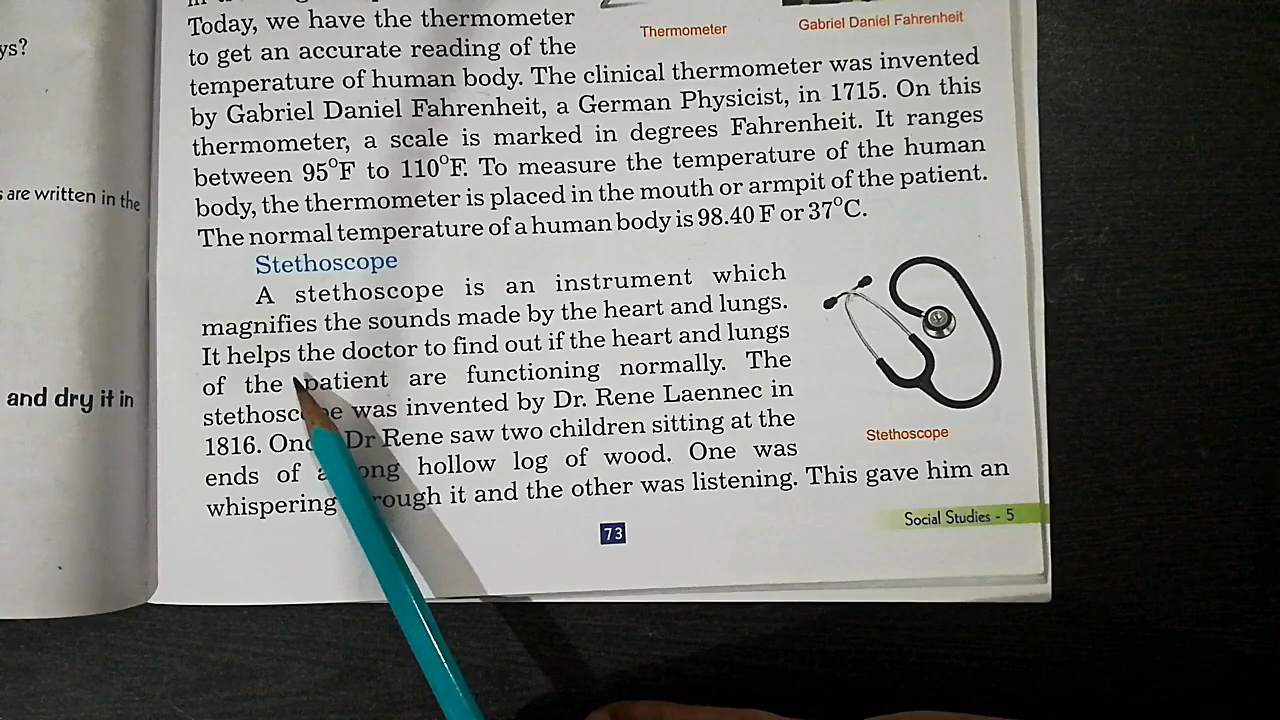 Today, we have the thermometer
to get an accurate reading of the
temperature of human body. The clinical thermometer was invented
by Gabriel Daniel Fahrenheit, a German Physicist, in 1715. On this
thermometer, a scale is marked in degrees Fahrenheit. It ranges
between 95⁰F to 110⁰F. To measure the temperature of the human
body, the thermometer is placed in the mouth or armpit of the patient.
The normal temperature of a human body is 98.40 F or 37⁰C.
Thermometer
Gabriel Daniel Fahrenheit
Stethoscope
A stethoscope is an instrument which
magnifies the sounds made by the heart and lungs.
It helps the doctor to find out if the heart and lungs
of the patient are functioning normally. The
was invented by Dr. Rene Laennec in
1816. Dr Rene saw two children sitting at the
ends of hollow log of wood. One was
whispering it and the other was listening. This gave him an
Stethoscope
Social Studies - 5
73
ys?
are written in the
and dry it in